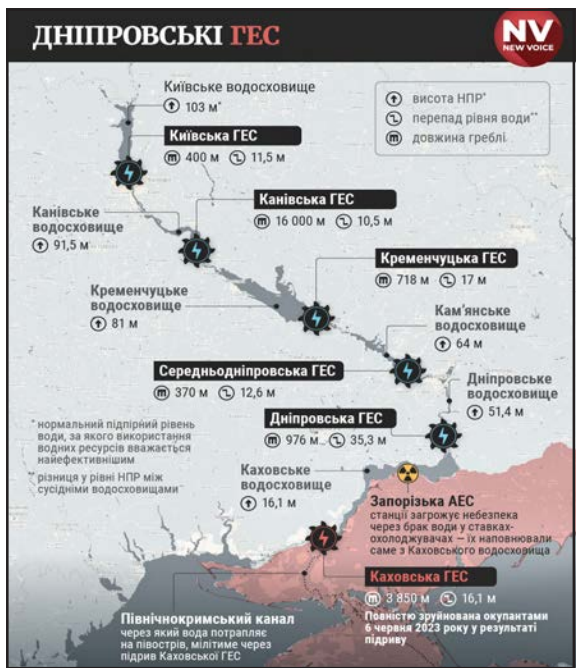 ДНІПРОВСЬКІ ГЕС
NV
NEW VOICE
Київське водосховище
103 м*
Київська ГЕС
400 м 11,5 м
висота НПР*
перепад рівня води**
довжина греблі
Канівська ГЕС
16 000 м 10,5 м
Канівське
водосховище
91,5 м
Кременчуцька ГЕС
718 м 17 м
Кременчуцьке
водосховище
81 м
Кам'янське
водосховище
64 м
Середньодніпровська ГЕС
370 м 12,6 м
Дніпровське
водосховище
51,4 м
Дніпровська ГЕС
976 м 35,3 м
* нормальний підпірний рівень
води, за якого використання
водних ресурсів вважається
найефективнішим
** різниця у рівні НПР між
сусідніми водосховищами
Каховське
водосховище
16,1 м
Запорізька АЕС
станції загрожує небезпека
через брак води у ставках-
охолоджувачах — їх наповнювали
саме з Каховського водосховища
Каховська ГЕС
3 850 м 16,1 м
Повністю зруйнована окупантами
6 червня 2023 року у результаті
підриву
Північнокримський канал
через який вода потрапляє
на півострів, мілітиме через
підрив Каховської ГЕС